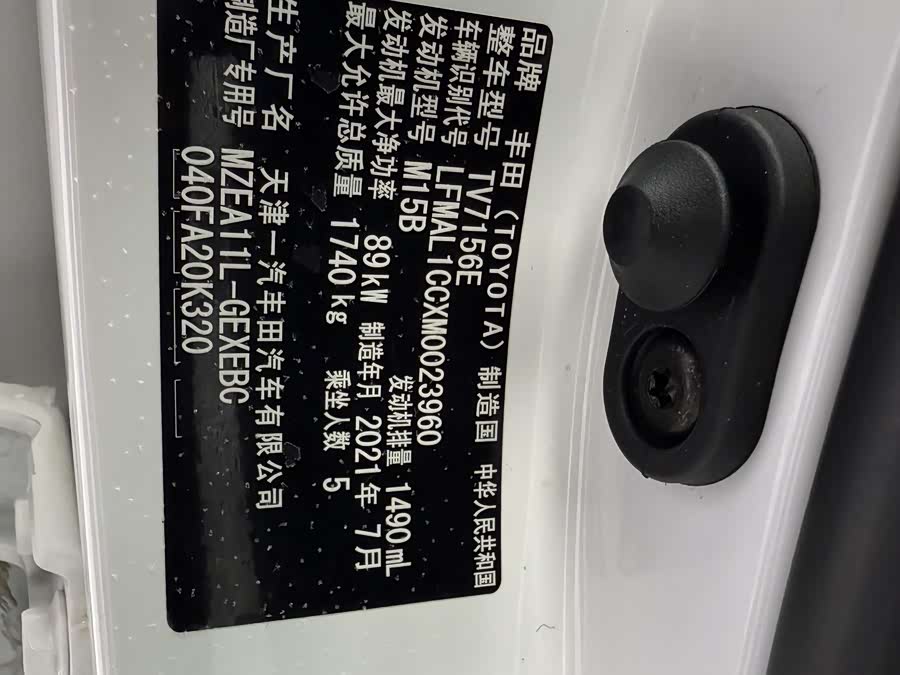 品牌 丰田 (TOYOTA) 制造国 中华人民共和国
整车型号 TV7156E
车辆识别代号 LFMAL1CCXM0023960
发动机型号 M15B 发动机排量 1490mL
发动机最大净功率 89kW 制造年月 2021年 7月
最大允许总质量 1740kg 乘坐人数 5
生产厂名 天津一汽丰田汽车有限公司
制造厂专用号 MZEA11L-GEXEBC
040FA20K320